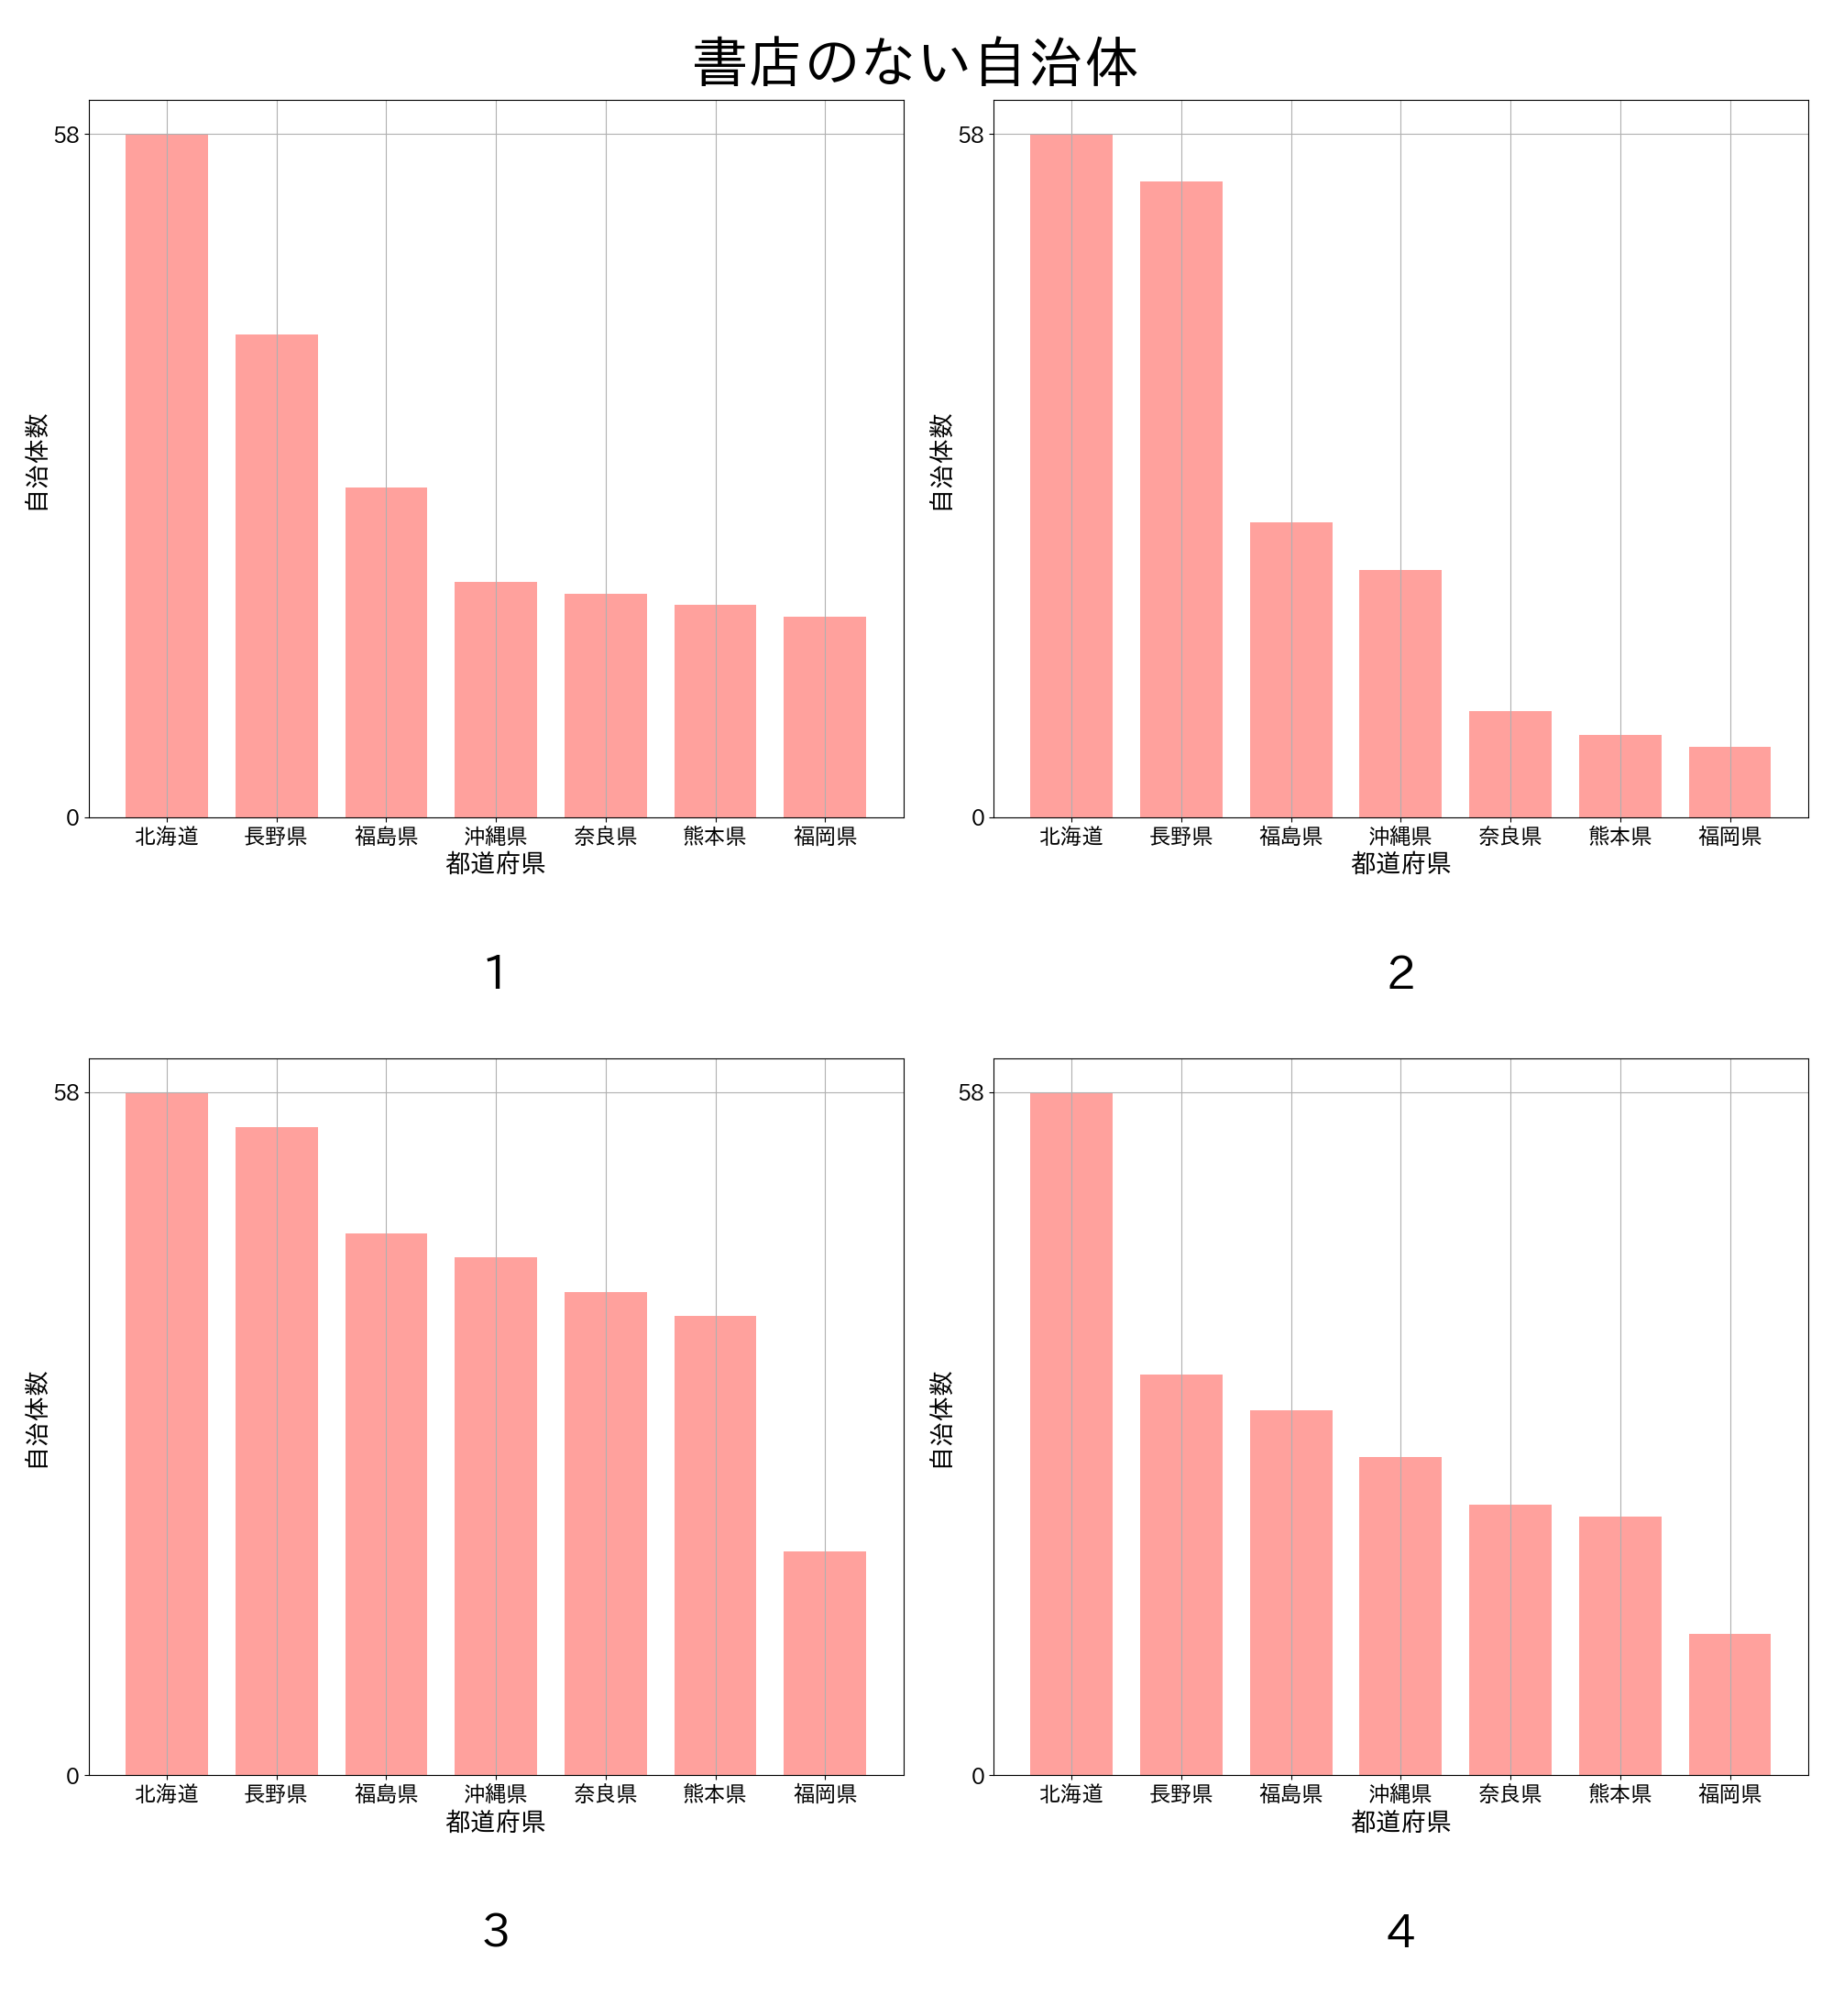 書店のない自治体
58
0
自治体数
北海道 長野県 福島県 沖縄県 奈良県 熊本県 福岡県
都道府県
1
58
0
自治体数
北海道 長野県 福島県 沖縄県 奈良県 熊本県 福岡県
都道府県
2
58
0
自治体数
北海道 長野県 福島県 沖縄県 奈良県 熊本県 福岡県
都道府県
3
58
0
自治体数
北海道 長野県 福島県 沖縄県 奈良県 熊本県 福岡県
都道府県
4